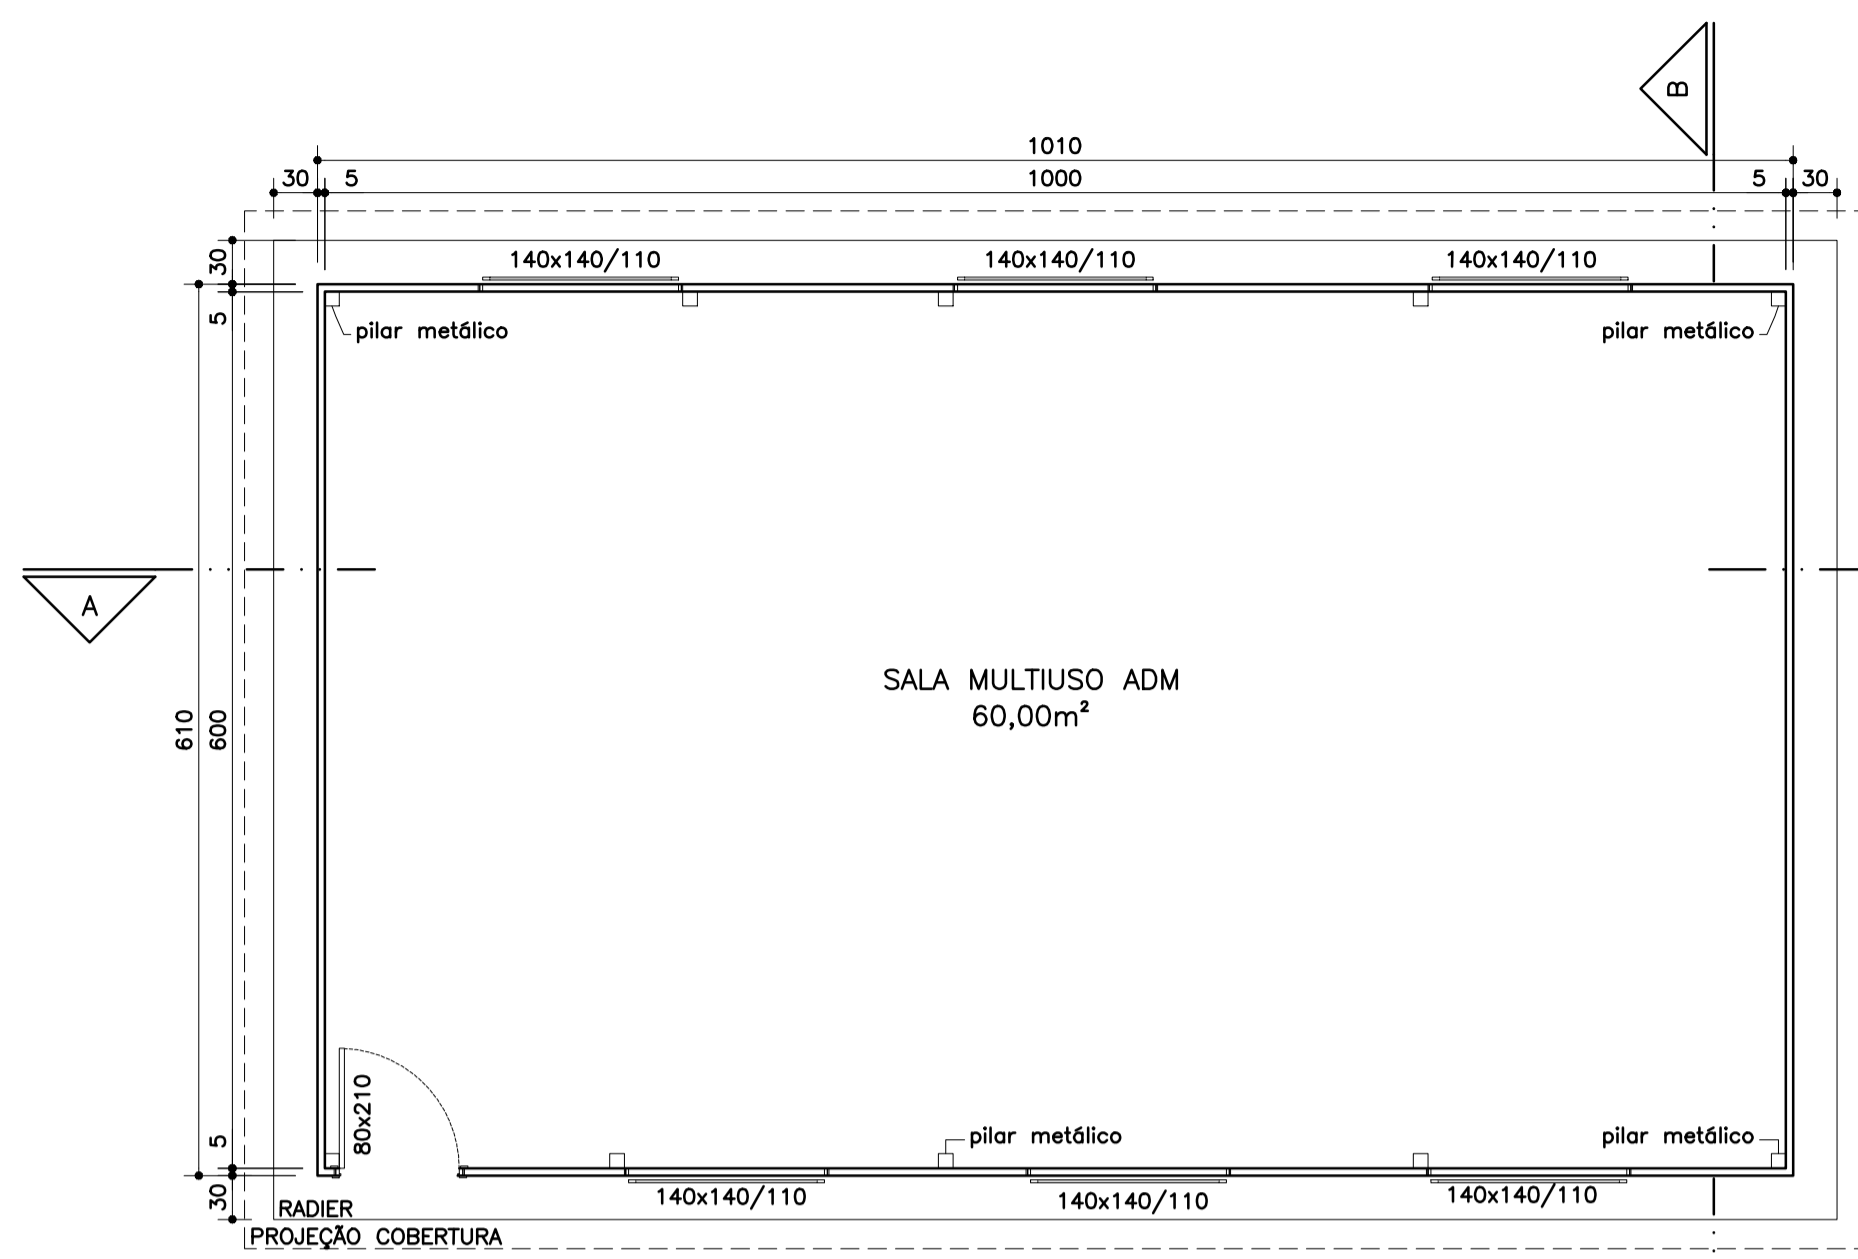 B
1010
30 5 1000 5 30
140x140/110 140x140/110 140x140/110
30
5
pilar metálico pilar metálico
A
SALA MULTIUSO ADM
60,00m²
610 600
80x210
5
pilar metálico pilar metálico
30
140x140/110 140x140/110 140x140/110
RADIER
PROJEÇÃO COBERTURA